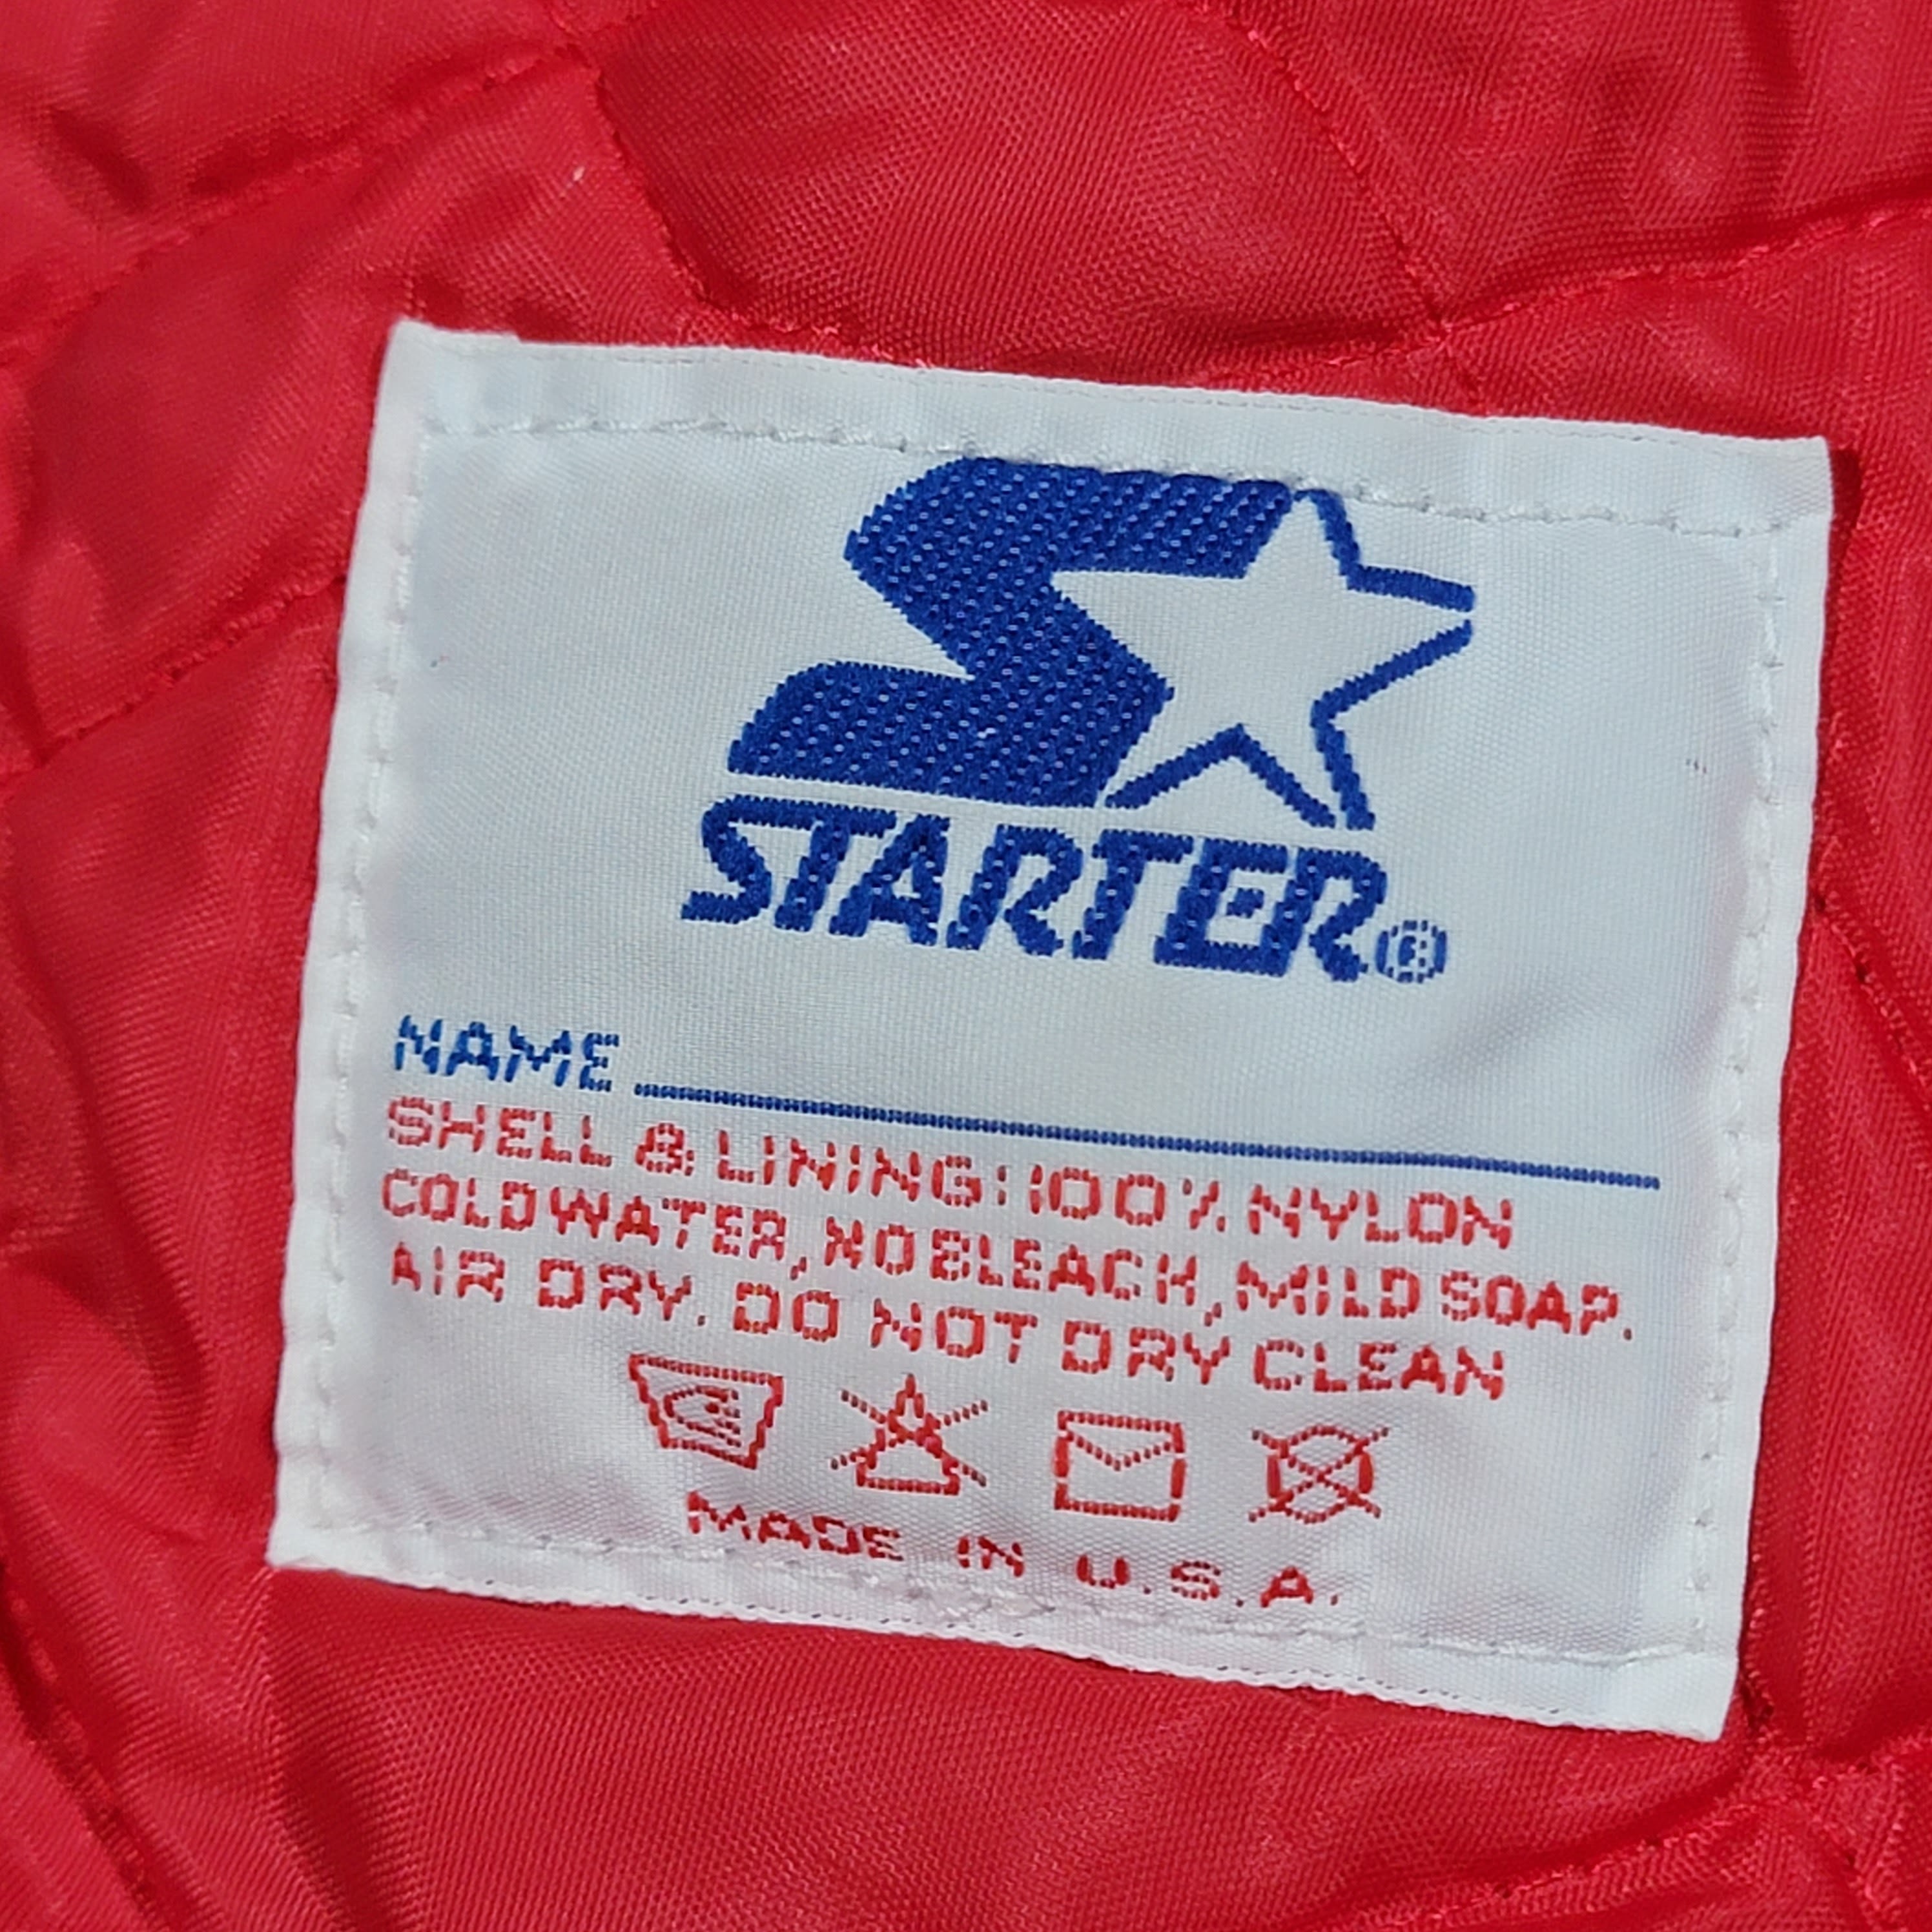 STARTER®
NAME
SHELL & LINING: 100% NYLON
COLD WATER, NO BLEACH, MILD SOAP.
AIR DRY. DO NOT DRY CLEAN
MADE IN U.S.A.